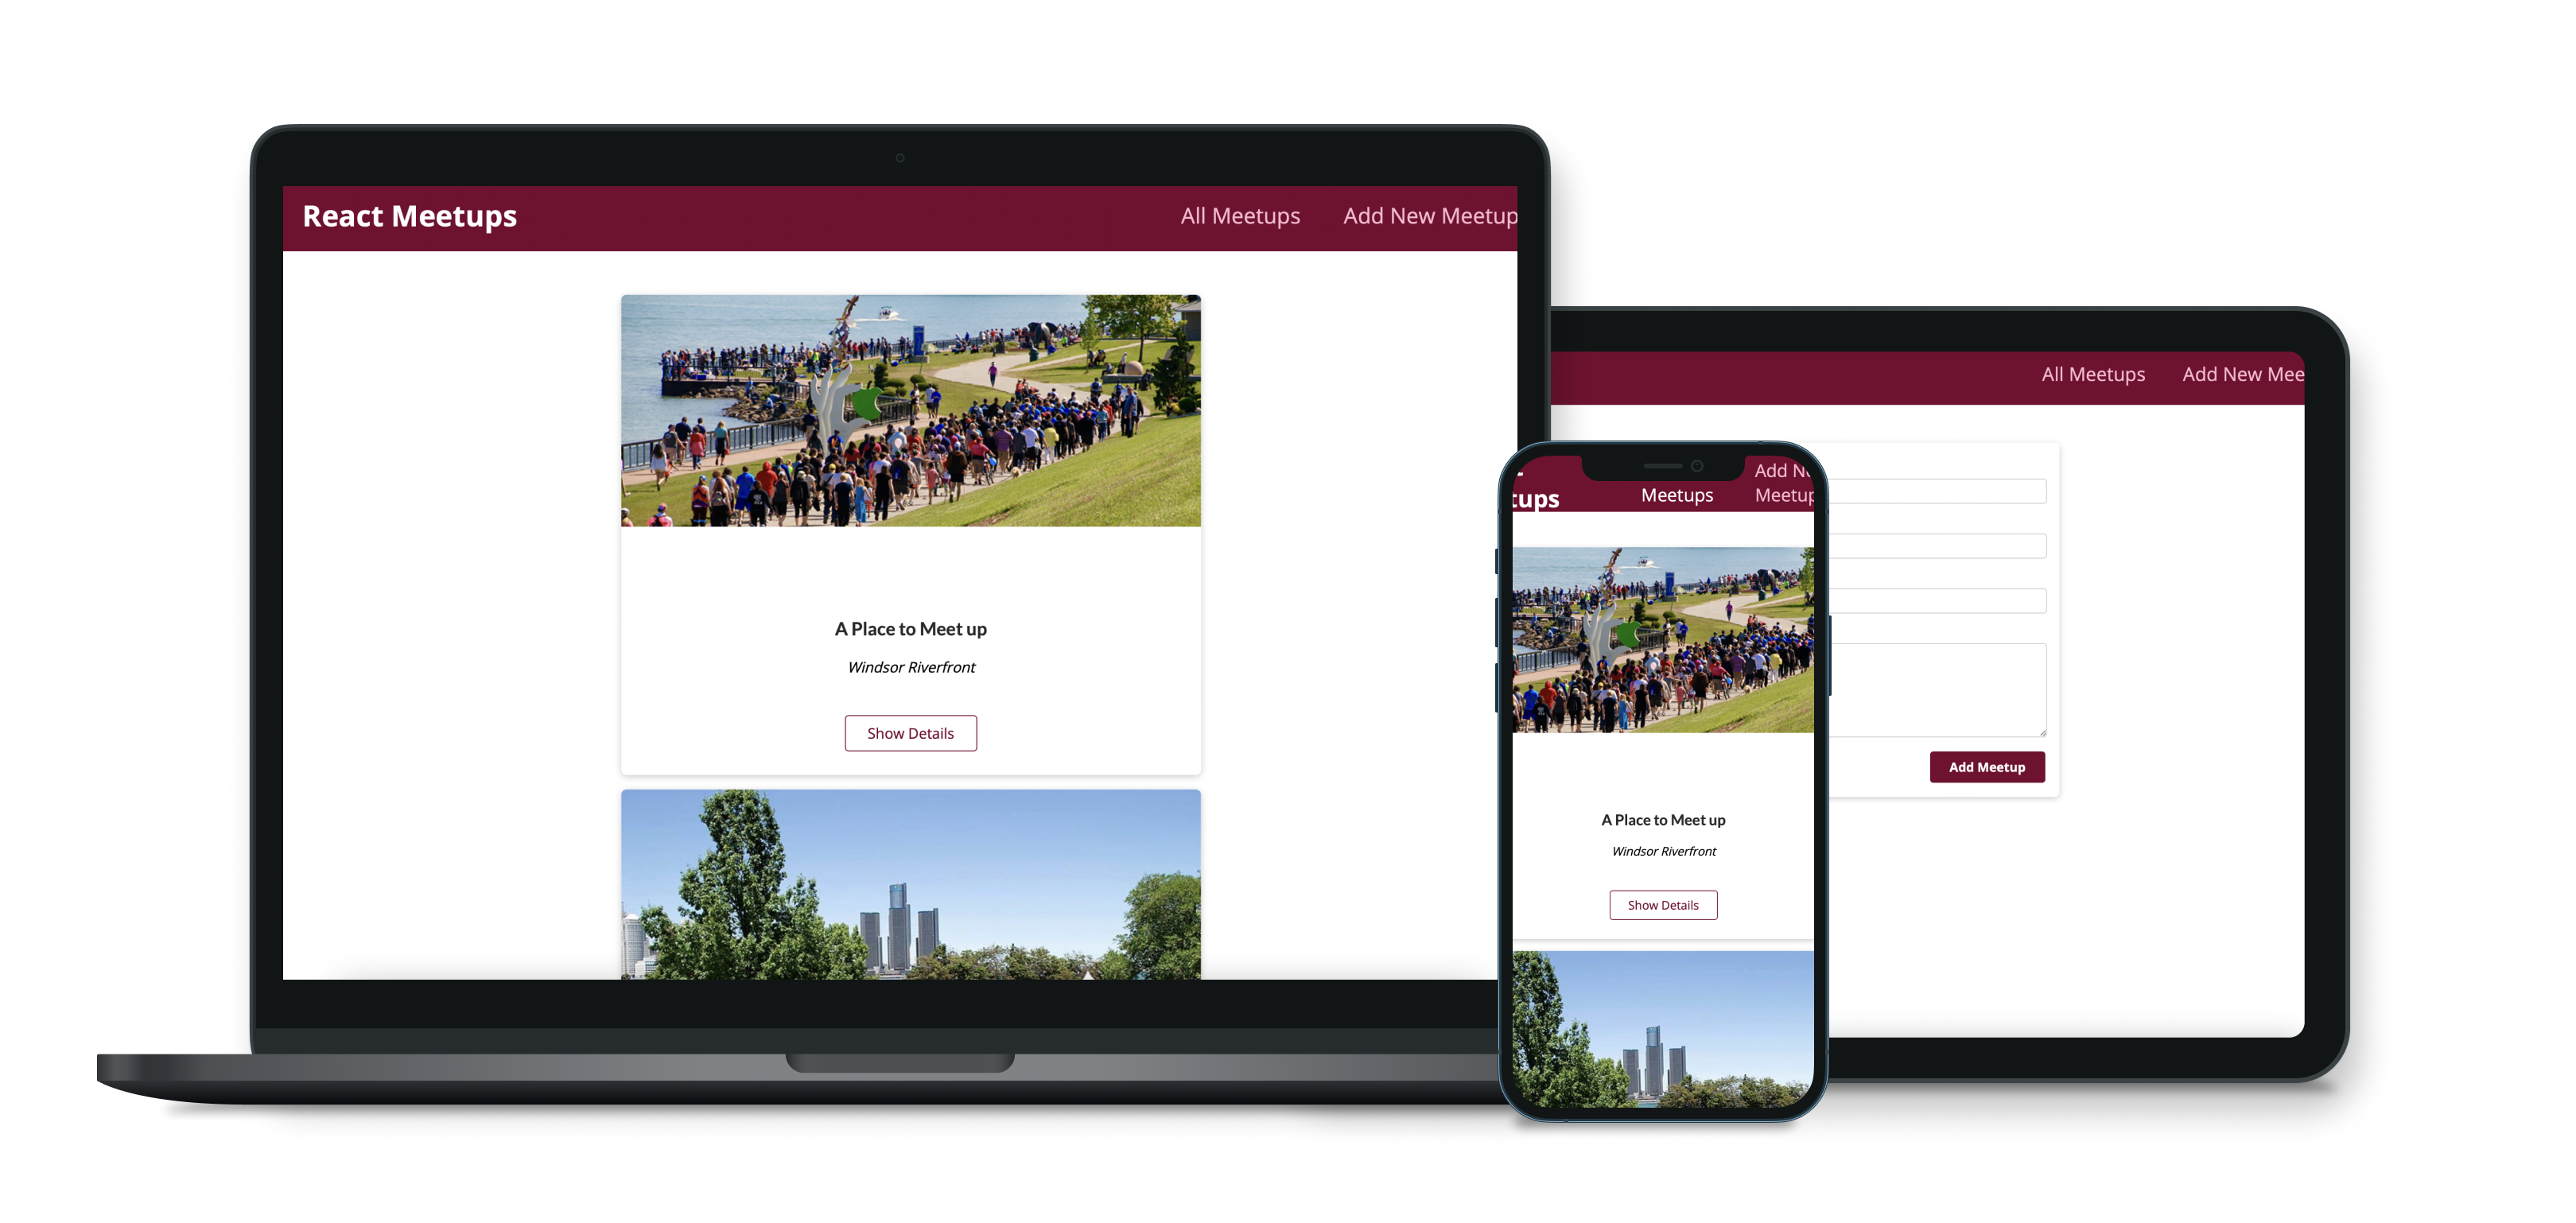 React Meetups
All Meetups
Add New Meetup
A Place to Meet up
Windsor Riverfront
Show Details
All Meetups
Add New Mee
Add Meetup
tups
Meetups
Add N
Meetup
A Place to Meet up
Windsor Riverfront
Show Details